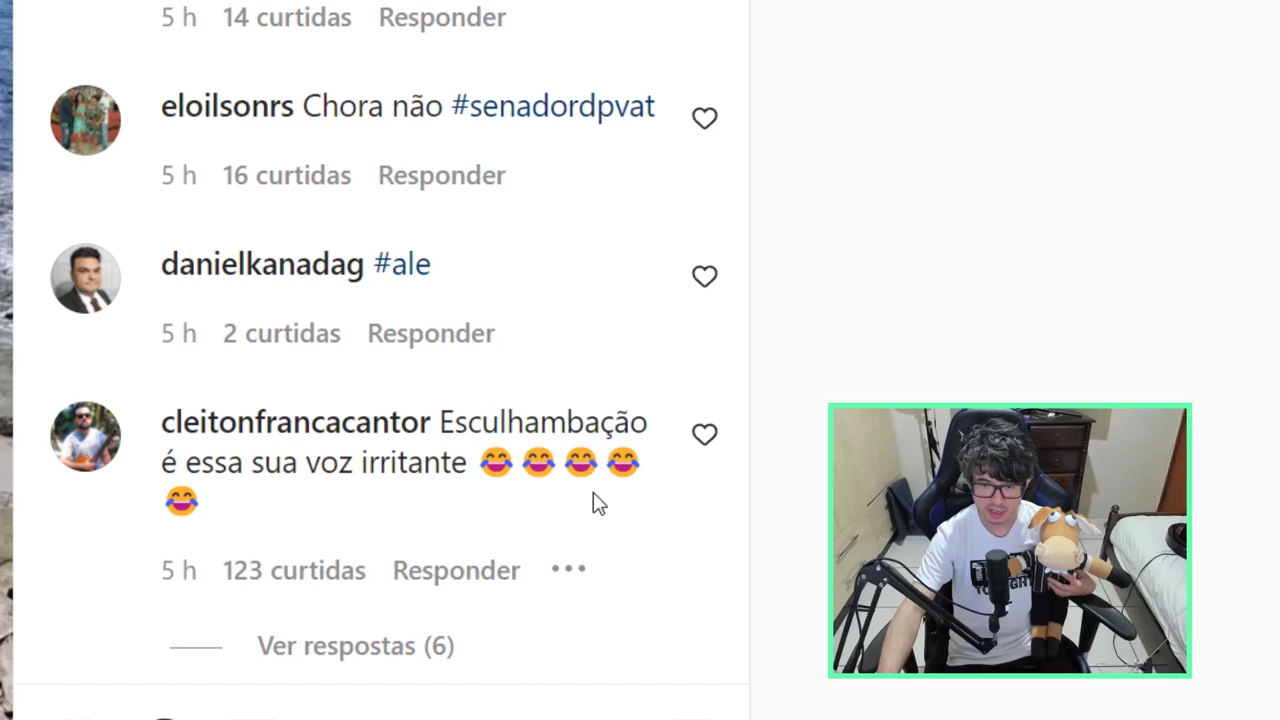 5 h 14 curtidas Responder
eloilsonrs Chora não #senadordpvat
5 h 16 curtidas Responder
danielkanadag #ale
5 h 2 curtidas Responder
cleitonfrancacantor Esculhambação
é essa sua voz irritante 😂😂😂😂
😂
5 h 123 curtidas Responder •••
Ver respostas (6)